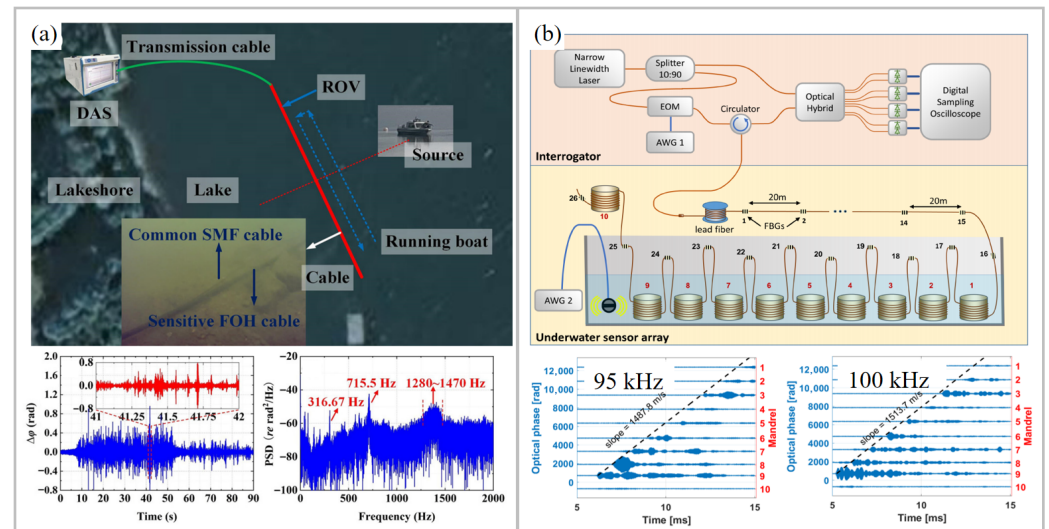 (a)
Transmission cable
DAS
ROV
Source
Lakeshore
Lake
Common SMF cable
Running boat
Cable
Sensitive FOH cable
2.0
1.6
1.2
0.8
0.4
0.0
-0.4
-0.8
Δφ (rad)
0.8
0.0
-0.8
41 41.25 41.5 41.75 42
0 10 20 30 40 50 60 70 80 90
Time (s)
-20
-40
-60
-80
-100
PSD (re rad²/Hz)
316.67 Hz
715.5 Hz
1280~1470 Hz
0 500 1000 1500 2000
Frequency (Hz)
(b)
Narrow
Linewidth
Laser
Splitter
10:90
EOM
AWG 1
Circulator
Optical
Hybrid
Digital
Sampling
Oscilloscope
Interrogator
26
10
lead fiber
20m
1 2
FBGs
20m
14 15
25 24 23 22 21 20 19 18 17 16
AWG 2
9 8 7 6 5 4 3 2 1
Underwater sensor array
95 kHz
Optical phase [rad]
12,000
10,000
8,000
6,000
4,000
2000
0
slope = 1487.8 m/s
1
2
3
4
5
6
7
8
9
10
Mandrel
5 10 15
Time [ms]
100 kHz
Optical phase [rad]
12,000
10,000
8,000
6,000
4,000
2,000
0
slope = 1513.7 m/s
1
2
3
4
5
6
7
8
9
10
Mandrel
5 10 15
Time [ms]